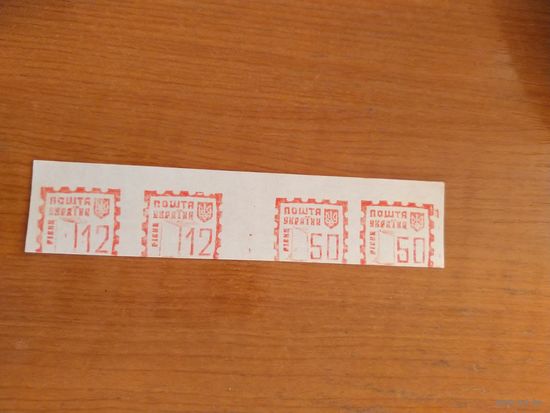 ПОШТА
УКРАЇНИ
РІВНЕ
112
ПОШТА
УКРАЇНИ
РІВНЕ
112
ПОШТА
УКРАЇНИ
РІВНЕ
50
ПОШТА
УКРАЇНИ
РІВНЕ
50